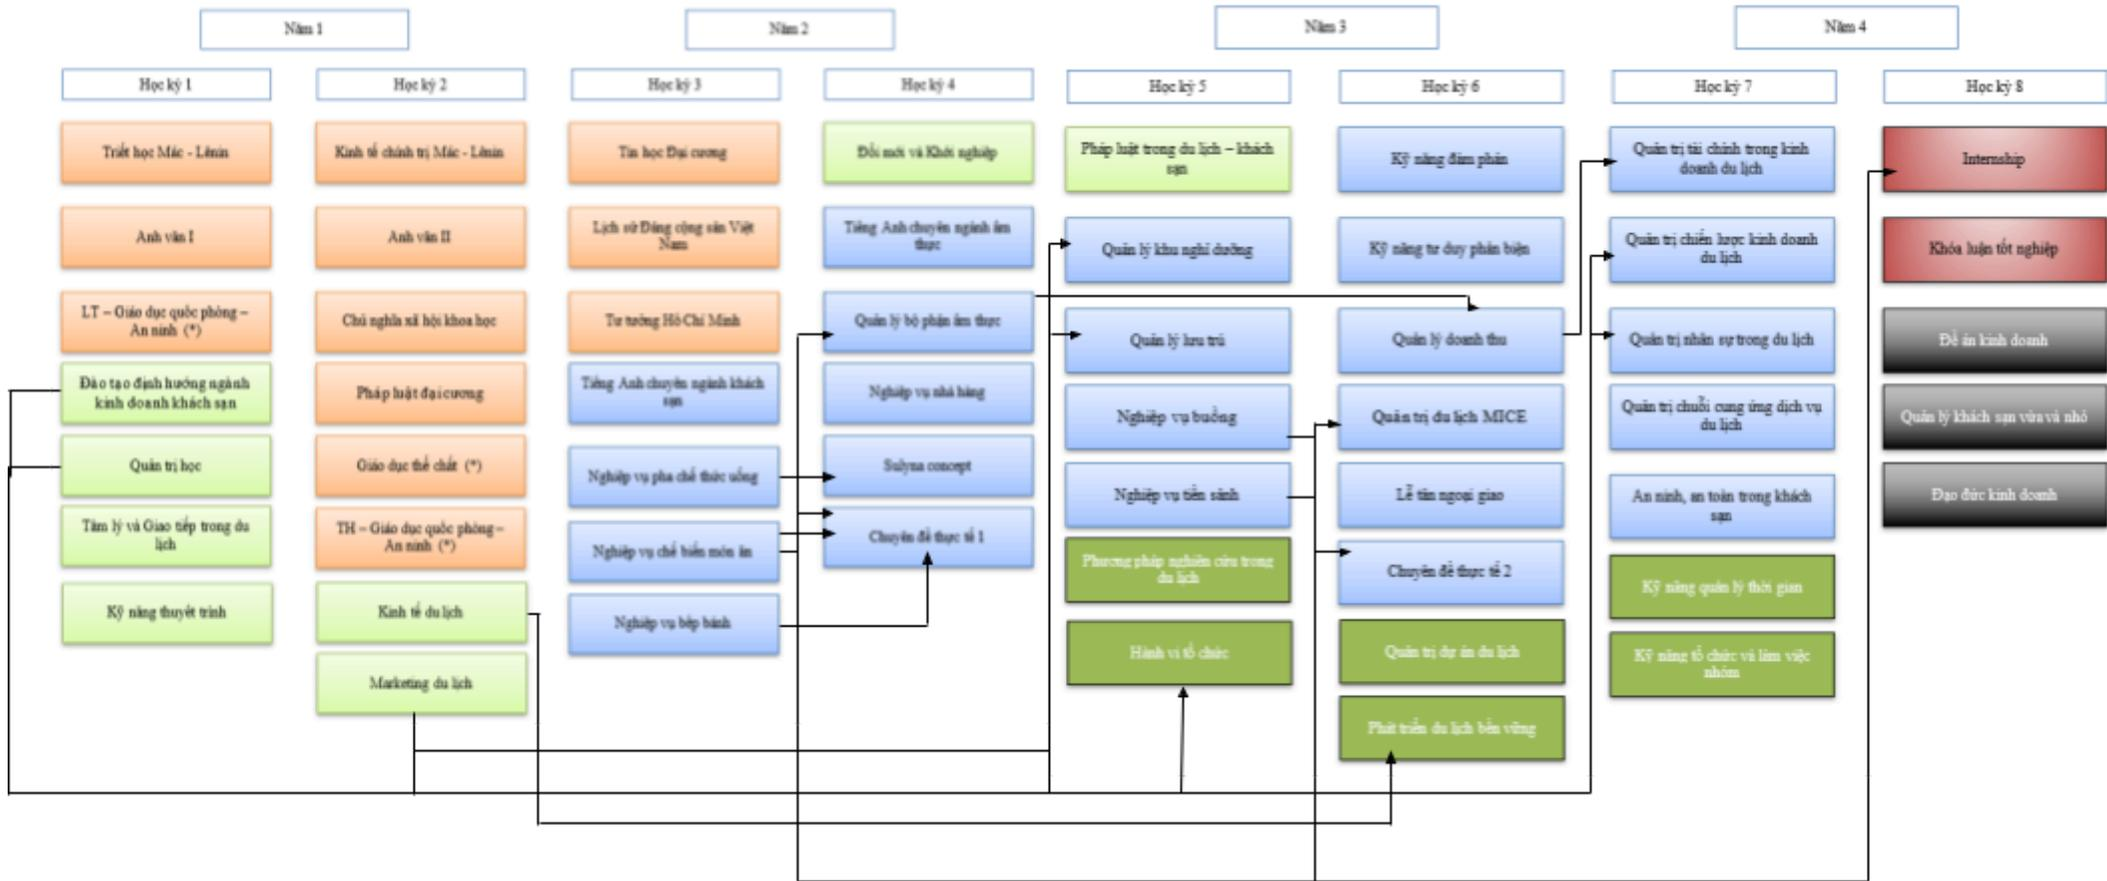 Năm 1
Năm 2
Năm 3
Năm 4
Học kỳ 1
Học kỳ 2
Học kỳ 3
Học kỳ 4
Học kỳ 5
Học kỳ 6
Học kỳ 7
Học kỳ 8
Triết học Mác - Lênin
Anh văn I
LT – Giáo dục quốc phòng –
An ninh (*)
Đào tạo định hướng ngành
kinh doanh khách sạn
Quản trị học
Tâm lý và Giao tiếp trong du
lịch
Kỹ năng thuyết trình
Kinh tế chính trị Mác - Lênin
Anh văn II
Chủ nghĩa xã hội khoa học
Pháp luật đại cương
Giáo dục thể chất (*)
TH – Giáo dục quốc phòng –
An ninh (*)
Kinh tế du lịch
Marketing du lịch
Tin học Đại cương
Lịch sử Đảng cộng sản Việt
Nam
Tư tưởng Hồ Chí Minh
Tiếng Anh chuyên ngành khách
sạn
Nghiệp vụ pha chế thức uống
Nghiệp vụ chế biến món ăn
Nghiệp vụ bếp bánh
Đổi mới và Khởi nghiệp
Tiếng Anh chuyên ngành ẩm
thực
Quản lý bộ phận ẩm thực
Nghiệp vụ nhà hàng
Sulyna concept
Chuyên đề thực tế 1
Pháp luật trong du lịch – khách
sạn
Quản lý khu nghỉ dưỡng
Quản lý lưu trú
Nghiệp vụ buồng
Nghiệp vụ tiền sảnh
Phương pháp nghiên cứu trong
du lịch
Hành vi tổ chức
Kỹ năng đàm phán
Kỹ năng tư duy phản biện
Quản lý doanh thu
Quản trị du lịch MICE
Lễ tân ngoại giao
Chuyên đề thực tế 2
Quản trị dự án du lịch
Phát triển du lịch bền vững
Quản trị tài chính trong kinh
doanh du lịch
Quản trị chiến lược kinh doanh
du lịch
Quản trị nhân sự trong du lịch
Quản trị chuỗi cung ứng dịch vụ
du lịch
An ninh, an toàn trong khách
sạn
Kỹ năng quản lý thời gian
Kỹ năng tổ chức và làm việc
nhóm
Internship
Khóa luận tốt nghiệp
Đề án kinh doanh
Quản lý khách sạn vừa và nhỏ
Đạo đức kinh doanh